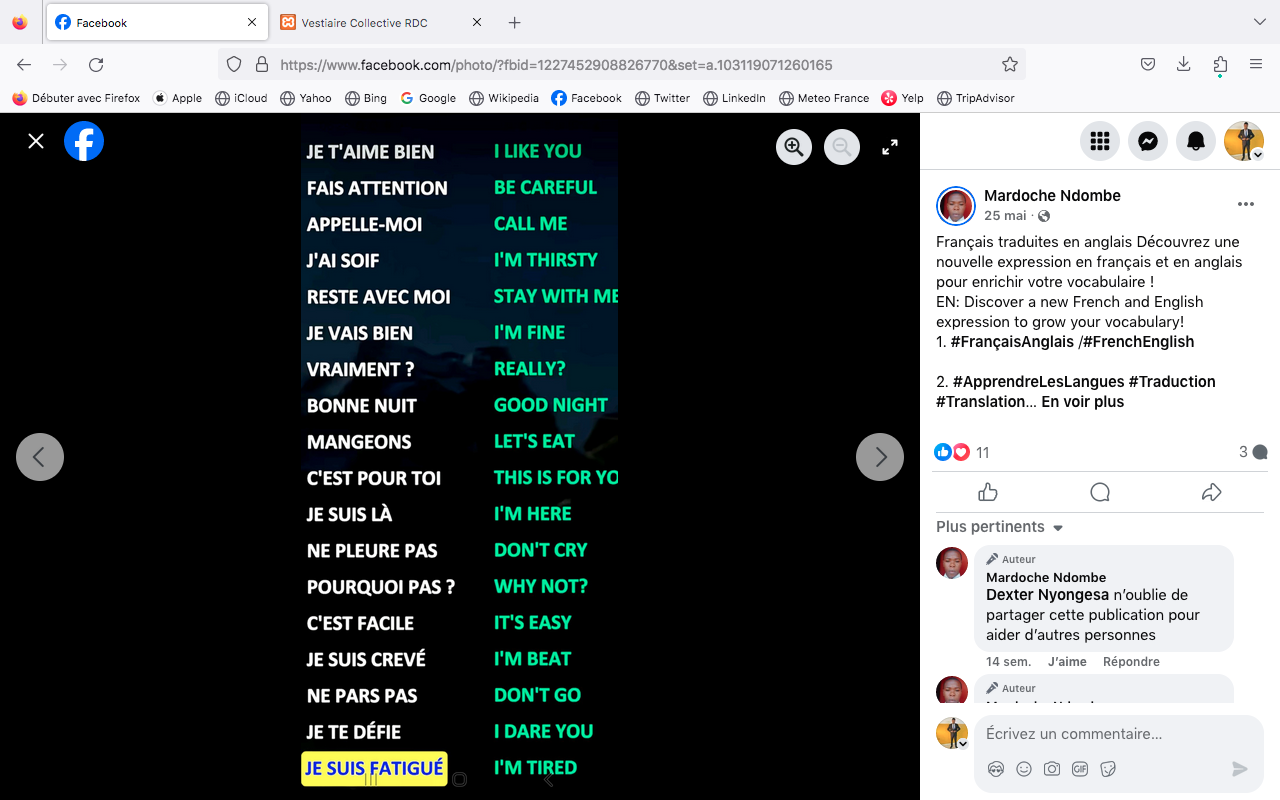 Facebook
Vestiaire Collective RDC
https://www.facebook.com/photo/?fbid=1227452908826770&set=a.103119071260165
Débuter avec Firefox
Apple
iCloud
Yahoo
Bing
Google
Wikipedia
Facebook
Twitter
LinkedIn
Meteo France
Yelp
TripAdvisor
JE T'AIME BIEN I LIKE YOU
FAIS ATTENTION BE CAREFUL
APPELLE-MOI CALL ME
J'AI SOIF I'M THIRSTY
RESTE AVEC MOI STAY WITH ME
JE VAIS BIEN I'M FINE
VRAIMENT ? REALLY?
BONNE NUIT GOOD NIGHT
MANGEONS LET'S EAT
C'EST POUR TOI THIS IS FOR YO
JE SUIS LÀ I'M HERE
NE PLEURE PAS DON'T CRY
POURQUOI PAS ? WHY NOT?
C'EST FACILE IT'S EASY
JE SUIS CREVÉ I'M BEAT
NE PARS PAS DON'T GO
JE TE DÉFIE I DARE YOU
JE SUIS FATIGUÉ I'M TIRED
Mardoche Ndombe
25 mai ·
Français traduites en anglais Découvrez une
nouvelle expression en français et en anglais
pour enrichir votre vocabulaire !
EN: Discover a new French and English
expression to grow your vocabulary!
1. #FrançaisAnglais /#FrenchEnglish
2. #ApprendreLesLangues #Traduction
#Translation... En voir plus
11
3
Plus pertinents
Auteur
Mardoche Ndombe
Dexter Nyongesa n'oublie de
partager cette publication pour
aider d'autres personnes
14 sem. J'aime Répondre
Auteur
Écrivez un commentaire...
GIF